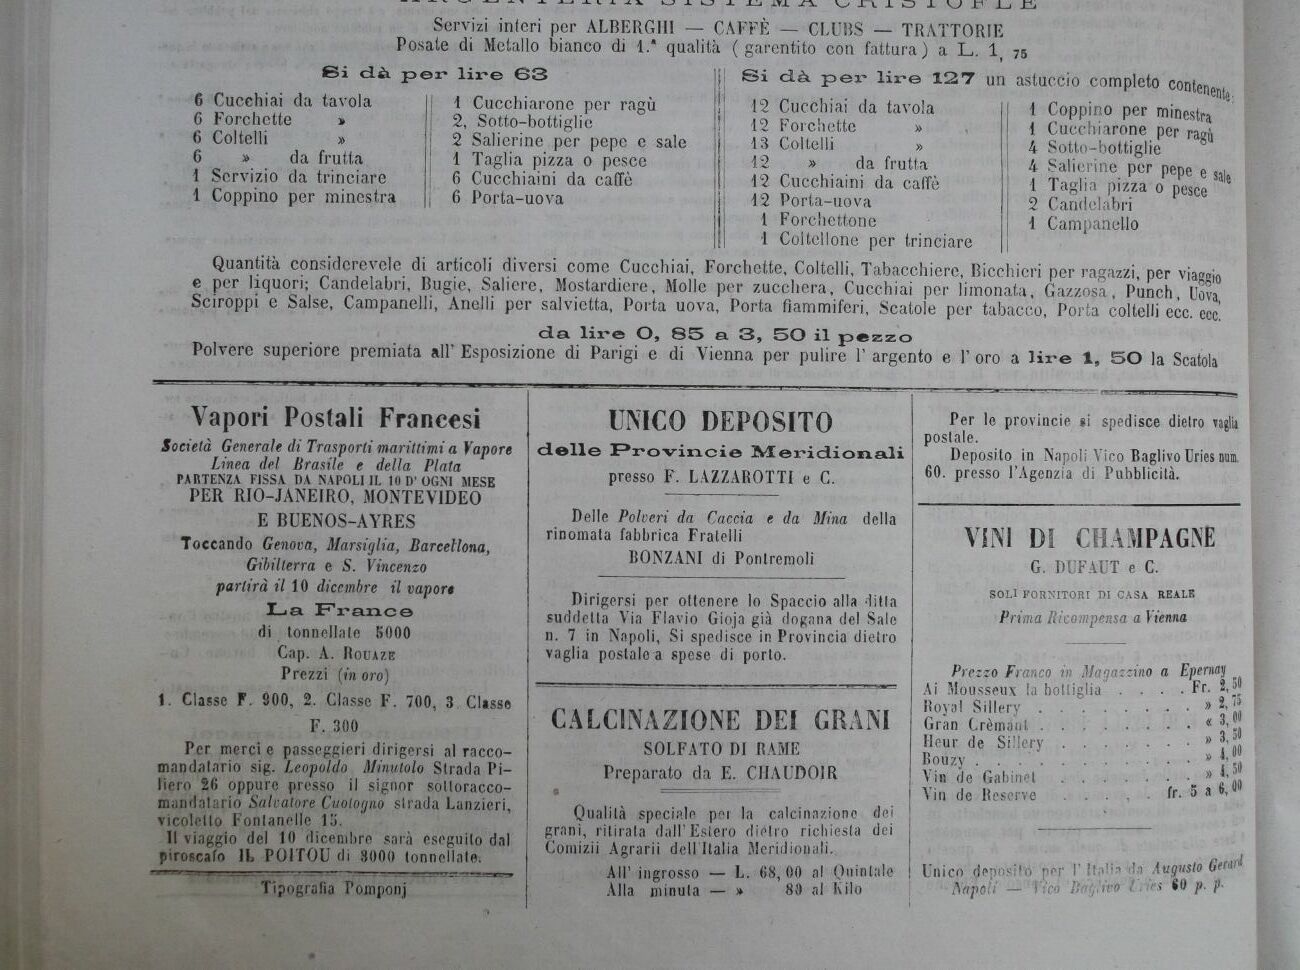 ARGENTERIA SISTEMA CRISTOFLE
Servizi interi per ALBERGHI — CAFFÈ — CLUBS — TRATTORIE
Posate di Metallo bianco di 1.ª qualità ( garentito con fattura ) a L. 1, 75
Si dà per lire 63
6 Cucchiai da tavola
6 Forchette »
6 Coltelli »
6 » da frutta
1 Servizio da trinciare
1 Coppino per minestra
1 Cucchiarone per ragù
2, Sotto-bottiglie
2 Salierine per pepe e sale
1 Taglia pizza o pesce
6 Cucchiaini da caffè
6 Porta-uova
Si dà per lire 127 un astuccio completo contenente:
12 Cucchiai da tavola
12 Forchette »
13 Coltelli »
12 » da frutta
12 Cucchiaini da caffè
12 Porta-uova
1 Forchettone
1 Coltellone per trinciare
1 Coppino per minestra
1 Cucchiarone per ragù
4 Sotto-bottiglie
4 Salierine per pepe e sale
1 Taglia pizza o pesce
2 Candelabri
1 Campanello
Quantità considerevele di articoli diversi come Cucchiai, Forchette, Coltelli, Tabacchiere, Bicchieri per ragazzi, per viaggio
e per liquori; Candelabri, Bugie, Saliere, Mostardiere, Molle per zucchera, Cucchiai per limonata, Gazzosa, Punch, Uova,
Sciroppi e Salse, Campanelli, Anelli per salvietta, Porta uova, Porta fiammiferi, Scatole per tabacco, Porta coltelli ecc. ecc.
da lire 0, 85 a 3, 50 il pezzo
Polvere superiore premiata all' Esposizione di Parigi e di Vienna per pulire l' argento e l' oro a lire 1, 50 la Scatola
Vapori Postali Francesi
Società Generale di Trasporti marittimi a Vapore
Linea del Brasile e della Plata
PARTENZA FISSA DA NAPOLI IL 10 D' OGNI MESE
PER RIO-JANEIRO, MONTEVIDEO
E BUENOS-AYRES
Toccando Genova, Marsiglia, Barcellona,
Gibilterra e S. Vincenzo
partirà il 10 dicembre il vapore
La France
di tonnellate 5000
Cap. A. ROUAZE
Prezzi (in oro)
1. Classe F. 900, 2. Classe F. 700, 3. Classe
F. 300
Per merci e passeggieri dirigersi al racco-
mandatario sig. Leopoldo Minutolo Strada Pi-
liero 26 oppure presso il signor sottoracco-
mandatario Salvatore Cuologno strada Lanzieri,
vicoletto Fontanelle 15.
Il viaggio del 10 dicembre sarà eseguito dal
piroscafo IL POITOU di 3000 tonnellate.
Tipografia Pomponj
UNICO DEPOSITO
delle Provincie Meridionali
presso F. LAZZAROTTI e C.
Delle Polveri da Caccia e da Mina della
rinomata fabbrica Fratelli
BONZANI di Pontremoli
Dirigersi per ottenere lo Spaccio alla ditta
suddetta Via Flavio Gioja già dogana del Sale
n. 7 in Napoli, Si spedisce in Provincia dietro
vaglia postale a spese di porto.
CALCINAZIONE DEI GRANI
SOLFATO DI RAME
Preparato da E. CHAUDOIR
Qualità speciale per la calcinazione dei
grani, ritirata dall' Estero dietro richiesta dei
Comizii Agrarii dell'Italia Meridionali.
All' ingrosso — L. 68, 00 al Quintale
Alla minuta — » 80 al Kilo
Per le provincie si spedisce dietro vaglia
postale.
Deposito in Napoli Vico Baglivo Uries num.
60. presso l'Agenzia di Pubblicità.
VINI DI CHAMPAGNE
G. DUFAUT e C.
SOLI FORNITORI DI CASA REALE
Prima Ricompensa a Vienna
Prezzo Franco in Magazzino a Epernay
Ai Mousseux la bottiglia . . . . Fr. 2, 50
Royal Sillery . . . . . . . . » 2, 75
Gran Crèmant . . . . . . . . « 3, 00
Fleur de Sillery . . . . . . . » 3, 50
Bouzy . . . . . . . . . . » 4, 00
Vin de Gabinet . . . . . . . » 4, 50
Vin de Reserve . . . . . fr. 5 a 6, 00
Unico deposito per l' Italia da Augusto Gerard
Napoli — Vico Baglivo Uries 60 p. p.